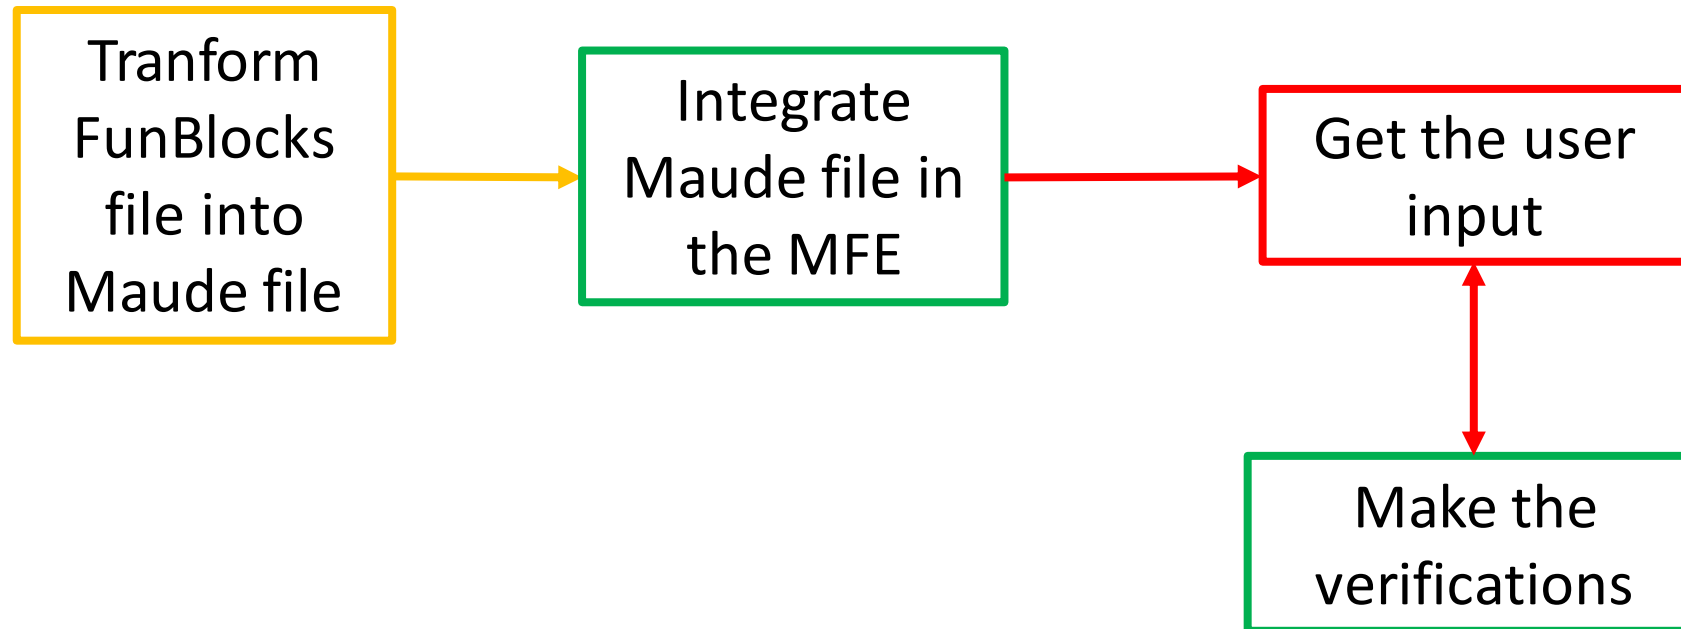 Tranform
FunBlocks
file into
Maude file
Integrate
Maude file in
the MFE
Get the user
input
Make the
verifications